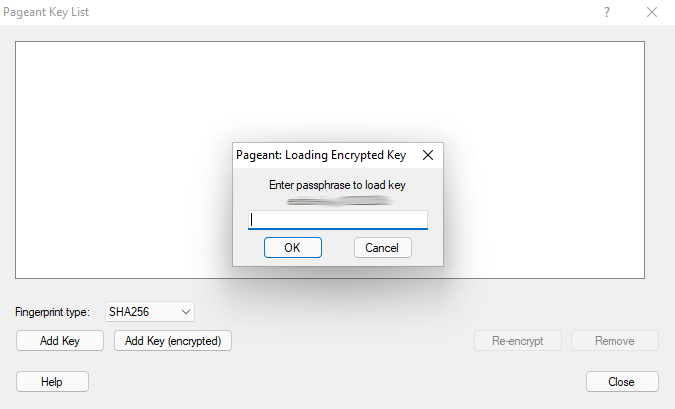 Pageant Key List
?
Pageant: Loading Encrypted Key
Enter passphrase to load key
OK
Cancel
Fingerprint type:
SHA256
Add Key
Add Key (encrypted)
Re-encrypt
Remove
Help
Close